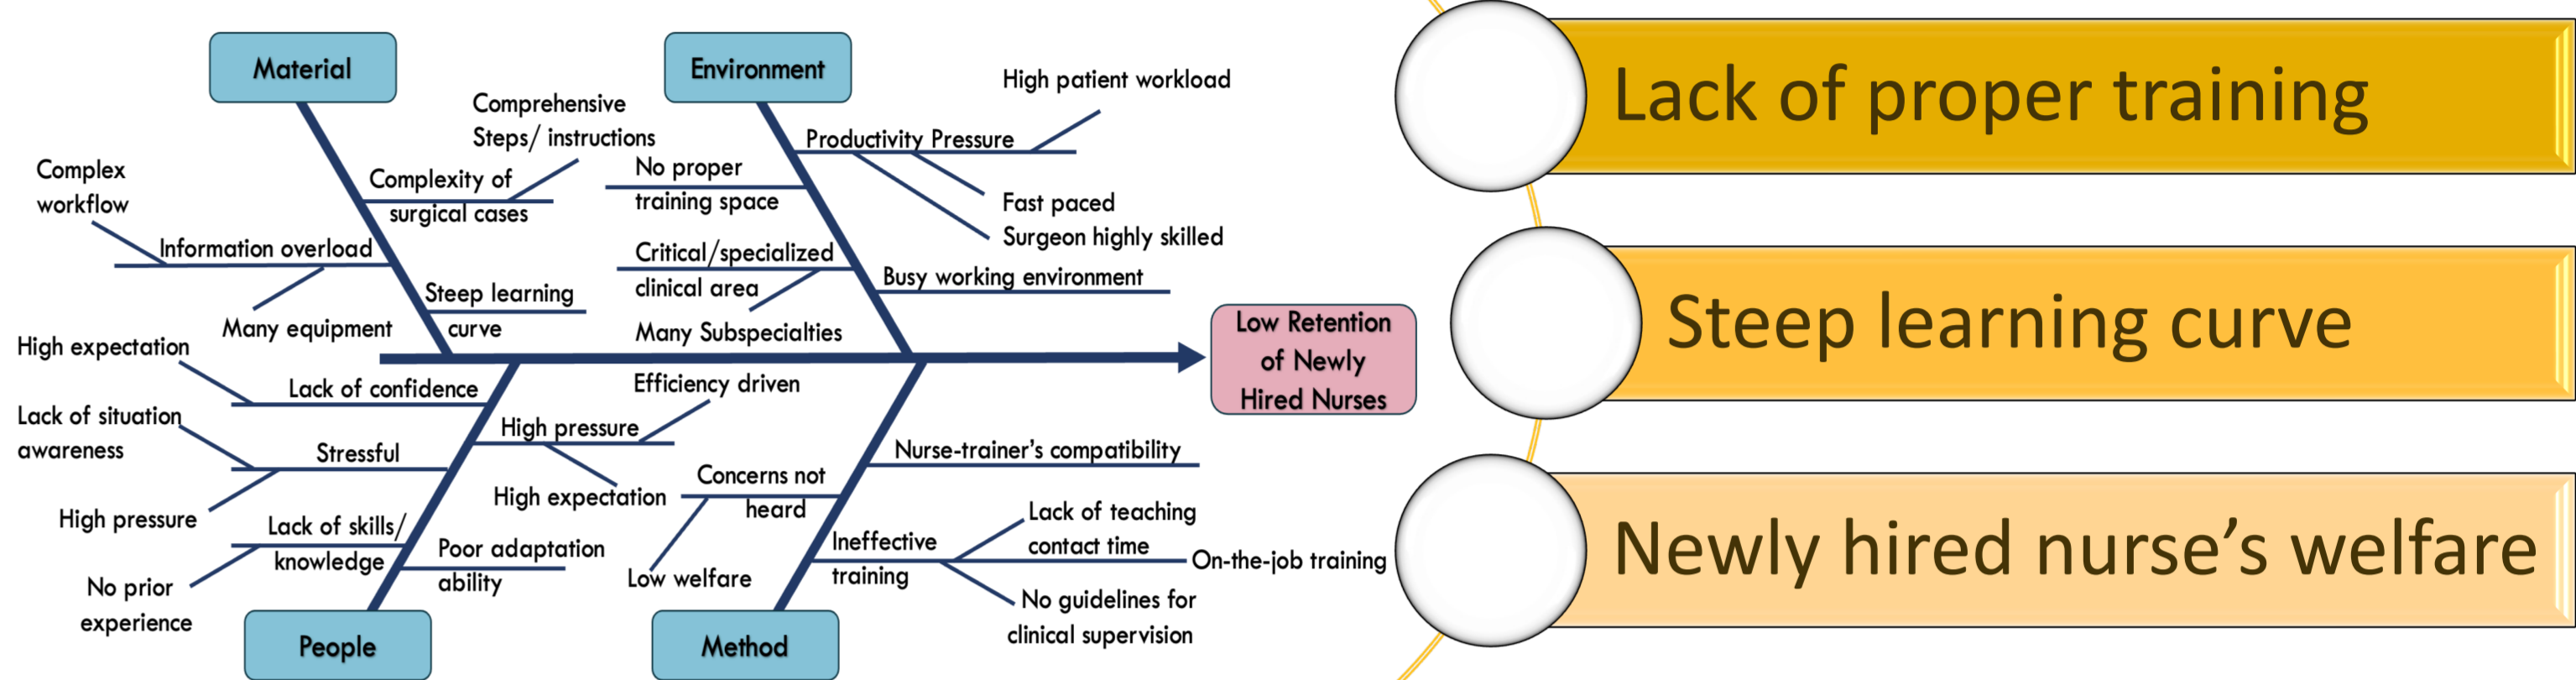 Material
Environment
Comprehensive
Steps/ instructions
High patient workload
Productivity Pressure
No proper
training space
Complex
workflow
Complexity of
surgical cases
Fast paced
Surgeon highly skilled
Information overload
Critical/specialized
clinical area
Busy working environment
Steep learning
curve
Many equipment
Many Subspecialties
Low Retention
of Newly
Hired Nurses
High expectation
Lack of confidence
Efficiency driven
Lack of situation
awareness
Stressful
High pressure
High expectation
Nurse-trainer's compatibility
Concerns not
heard
High pressure
Lack of skills/
knowledge
Lack of teaching
contact time
Ineffective
training
On-the-job training
Poor adaptation
ability
Low welfare
No prior
experience
No guidelines for
clinical supervision
People
Method
Lack of proper training
Steep learning curve
Newly hired nurse's welfare